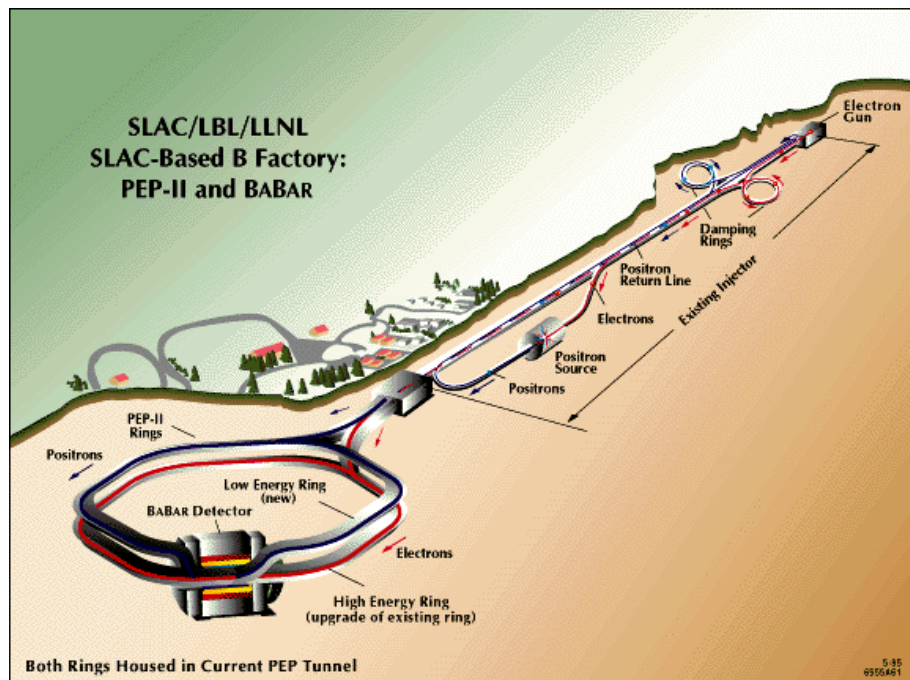 SLAC/LBL/LLNL
SLAC-Based B Factory:
PEP-II and BABAR
Electron
Gun
Damping
Rings
Positron
Return Line
Existing Injector
Electrons
Positron
Source
Positrons
PEP-II
Rings
Positrons
Low Energy Ring
(new)
BABAR Detector
Electrons
High Energy Ring
(upgrade of existing ring)
Both Rings Housed in Current PEP Tunnel
5-95
6955A61